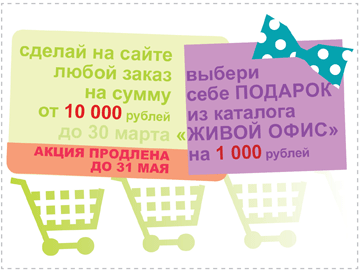 сделай на сайте
любой заказ
на сумму
от 10 000 рублей
до 30 марта
АКЦИЯ ПРОДЛЕНА
ДО 31 МАЯ
выбери
себе ПОДАРОК
из каталога
«ЖИВОЙ ОФИС»
на 1 000 рублей